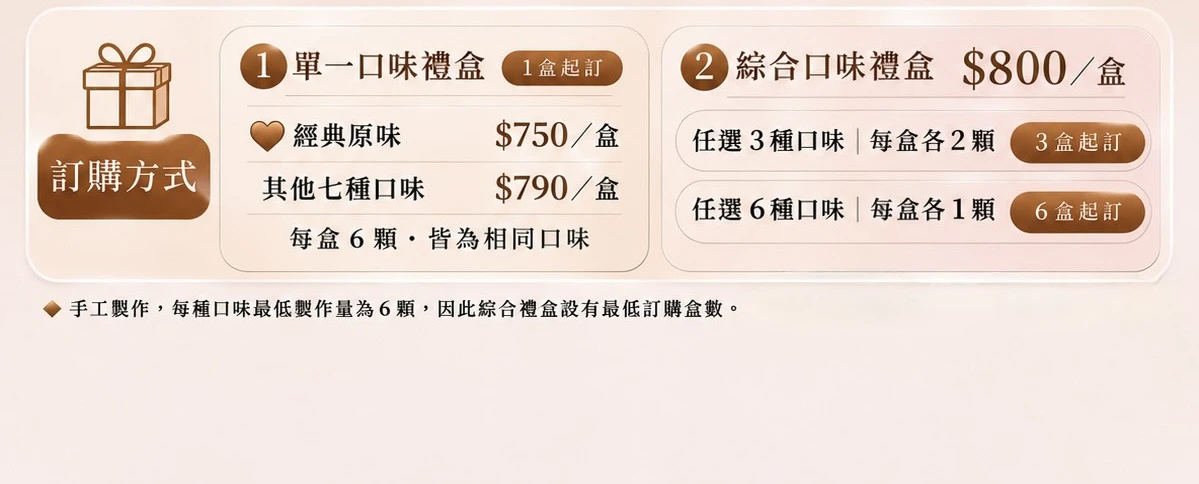 訂購方式
1 單一口味禮盒 1盒起訂
經典原味 $750/盒
其他七種口味 $790/盒
每盒 6 顆・皆為相同口味
2 綜合口味禮盒 $800/盒
任選 3 種口味｜每盒各 2 顆 3 盒起訂
任選 6 種口味｜每盒各 1 顆 6 盒起訂
手工製作，每種口味最低製作量為 6 顆，因此綜合禮盒設有最低訂購盒數。